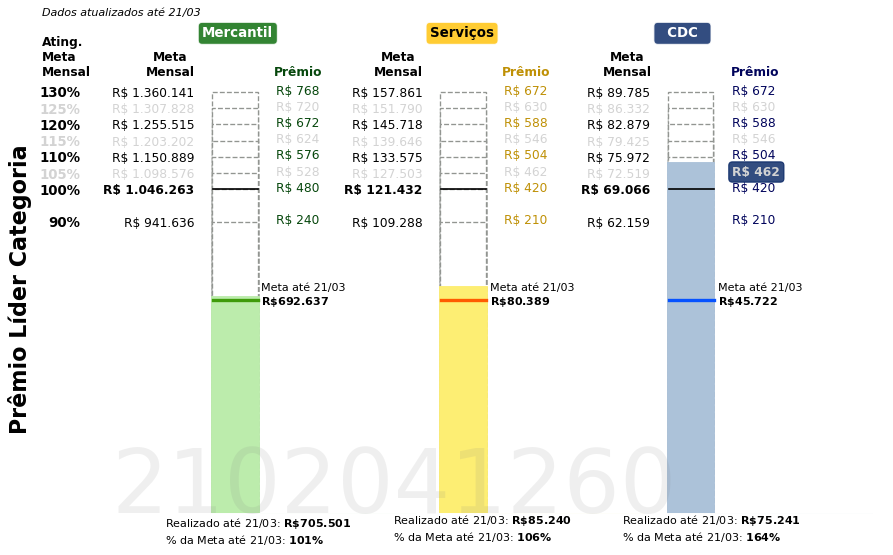 Dados atualizados até 21/03
Mercantil Serviços CDC
Ating. Meta Mensal Meta Mensal Prêmio Meta Mensal Prêmio Meta Mensal Prêmio
130% R$ 1.360.141 R$ 768 R$ 157.861 R$ 672 R$ 89.785 R$ 672
125% R$ 1.307.828 R$ 720 R$ 151.790 R$ 630 R$ 86.332 R$ 630
120% R$ 1.255.515 R$ 672 R$ 145.718 R$ 588 R$ 82.879 R$ 588
115% R$ 1.203.202 R$ 624 R$ 139.646 R$ 546 R$ 79.425 R$ 546
110% R$ 1.150.889 R$ 576 R$ 133.575 R$ 504 R$ 75.972 R$ 504
105% R$ 1.098.576 R$ 528 R$ 127.503 R$ 462 R$ 72.519 R$ 462
100% R$ 1.046.263 R$ 480 R$ 121.432 R$ 420 R$ 69.066 R$ 420
90% R$ 941.636 R$ 240 R$ 109.288 R$ 210 R$ 62.159 R$ 210
Prêmio Líder Categoria
Meta até 21/03 Meta até 21/03 Meta até 21/03
R$692.637 R$80.389 R$45.722
2102041260
Realizado até 21/03: R$705.501 Realizado até 21/03: R$85.240 Realizado até 21/03: R$75.241
% da Meta até 21/03: 101% % da Meta até 21/03: 106% % da Meta até 21/03: 164%